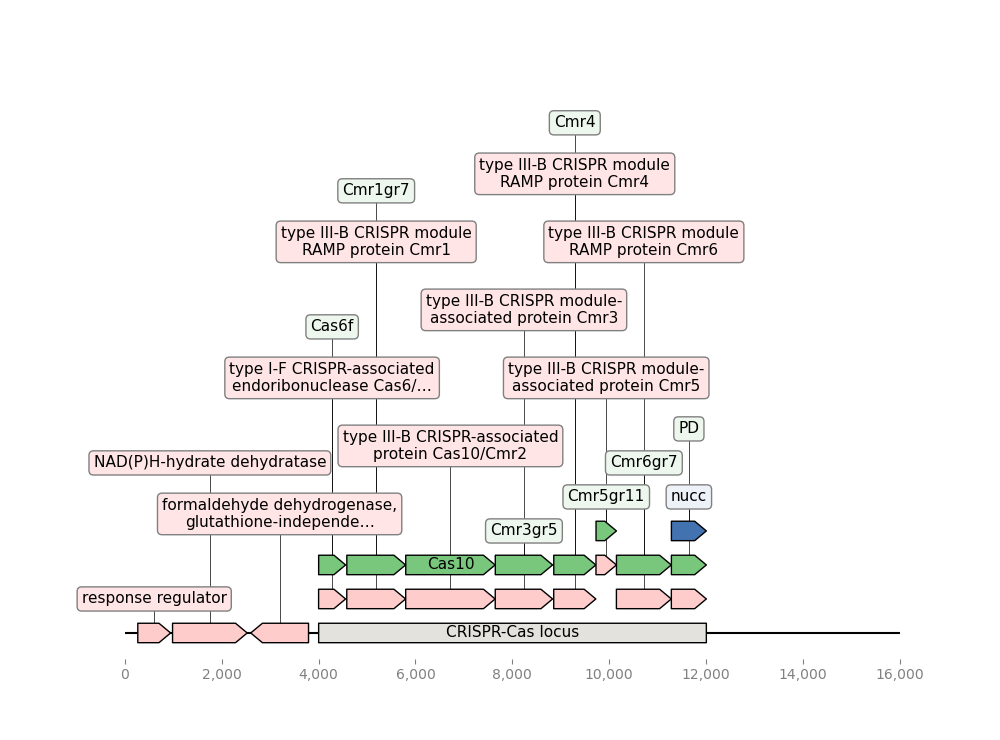 Cmr4
type III-B CRISPR module
RAMP protein Cmr4
Cmr1gr7
type III-B CRISPR module
RAMP protein Cmr1
type III-B CRISPR module
RAMP protein Cmr6
type III-B CRISPR module-
associated protein Cmr3
Cas6f
type I-F CRISPR-associated
endoribonuclease Cas6/...
type III-B CRISPR module-
associated protein Cmr5
type III-B CRISPR-associated
protein Cas10/Cmr2
PD
NAD(P)H-hydrate dehydratase
Cmr6gr7
formaldehyde dehydrogenase,
glutathione-independe...
Cmr5gr11
nucc
Cmr3gr5
Cas10
response regulator
CRISPR-Cas locus
0 2,000 4,000 6,000 8,000 10,000 12,000 14,000 16,000